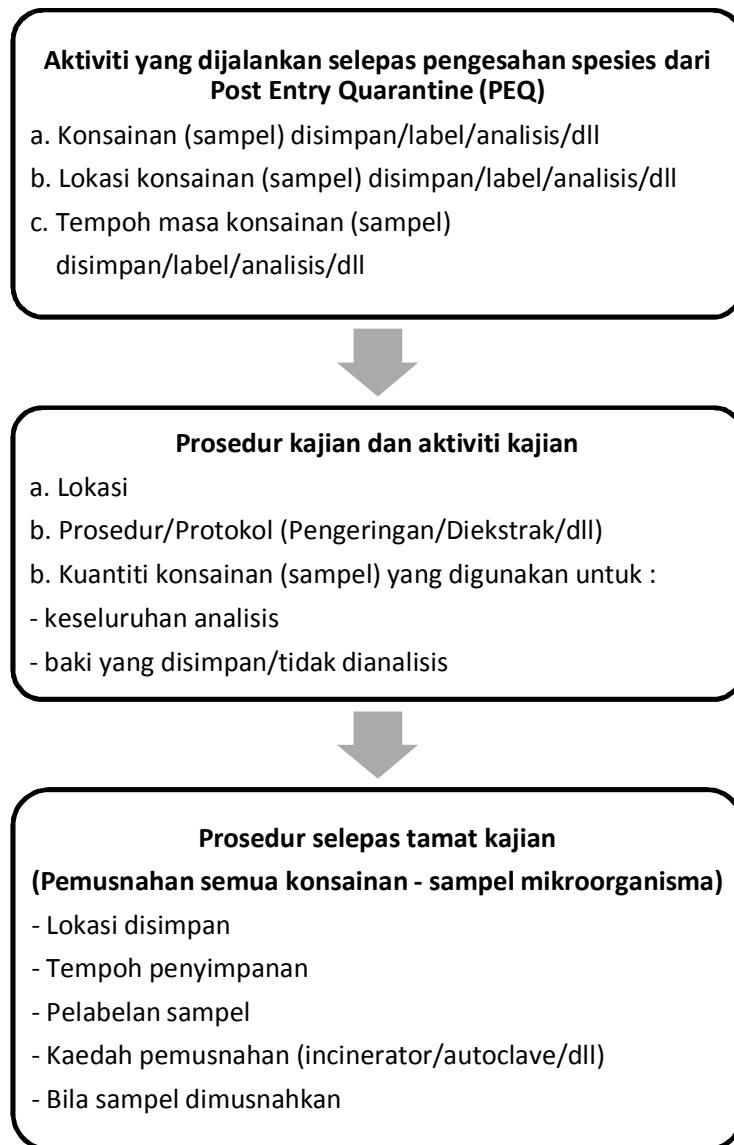 Aktiviti yang dijalankan selepas pengesahan spesies dari
Post Entry Quarantine (PEQ)
a. Konsainan (sampel) disimpan/label/analisis/dll
b. Lokasi konsainan (sampel) disimpan/label/analisis/dll
c. Tempoh masa konsainan (sampel)
disimpan/label/analisis/dll
Prosedur kajian dan aktiviti kajian
a. Lokasi
b. Prosedur/Protokol (Pengeringan/Diekstrak/dll)
b. Kuantiti konsainan (sampel) yang digunakan untuk :
- keseluruhan analisis
- baki yang disimpan/tidak dianalisis
Prosedur selepas tamat kajian
(Pemusnahan semua konsainan - sampel mikroorganisma)
- Lokasi disimpan
- Tempoh penyimpanan
- Pelabelan sampel
- Kaedah pemusnahan (incinerator/autoclave/dll)
- Bila sampel dimusnahkan